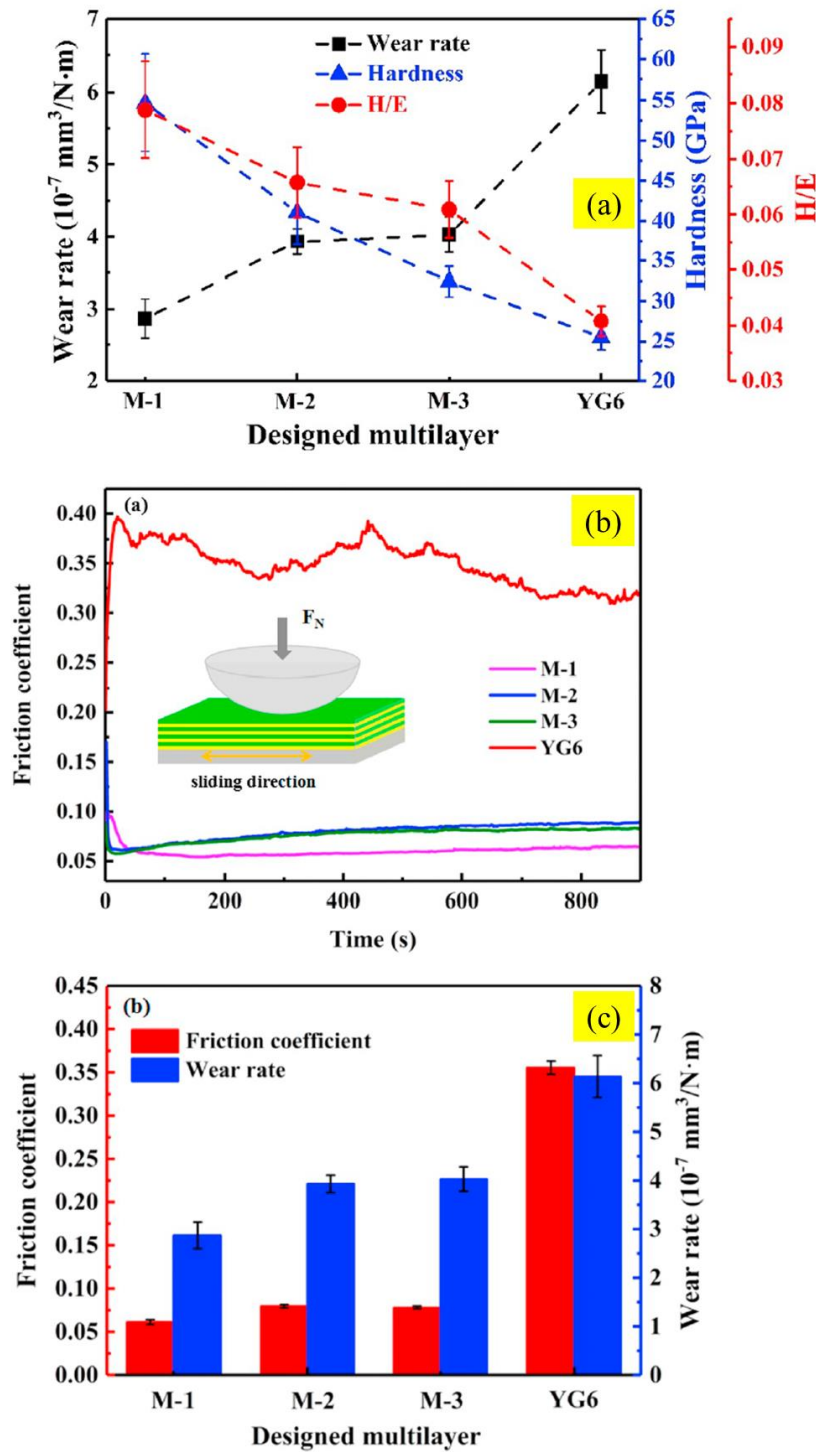 7
6
5
4
3
2
Wear rate (10⁻⁷ mm³/N·m)
Wear rate
Hardness
H/E
(a)
65
60
55
50
45
40
35
30
25
20
Hardness (GPa)
0.09
0.08
0.07
0.06
0.05
0.04
0.03
H/E
M-1 M-2 M-3 YG6
Designed multilayer
(a)
(b)
0.40
0.35
0.30
0.25
0.20
0.15
0.10
0.05
Friction coefficient
F_N
sliding direction
M-1
M-2
M-3
YG6
0 200 400 600 800
Time (s)
(b)
(c)
0.45
0.40
0.35
0.30
0.25
0.20
0.15
0.10
0.05
0.00
Friction coefficient
Friction coefficient
Wear rate
8
7
6
5
4
3
2
1
0
Wear rate (10⁻⁷ mm³/N·m)
M-1 M-2 M-3 YG6
Designed multilayer